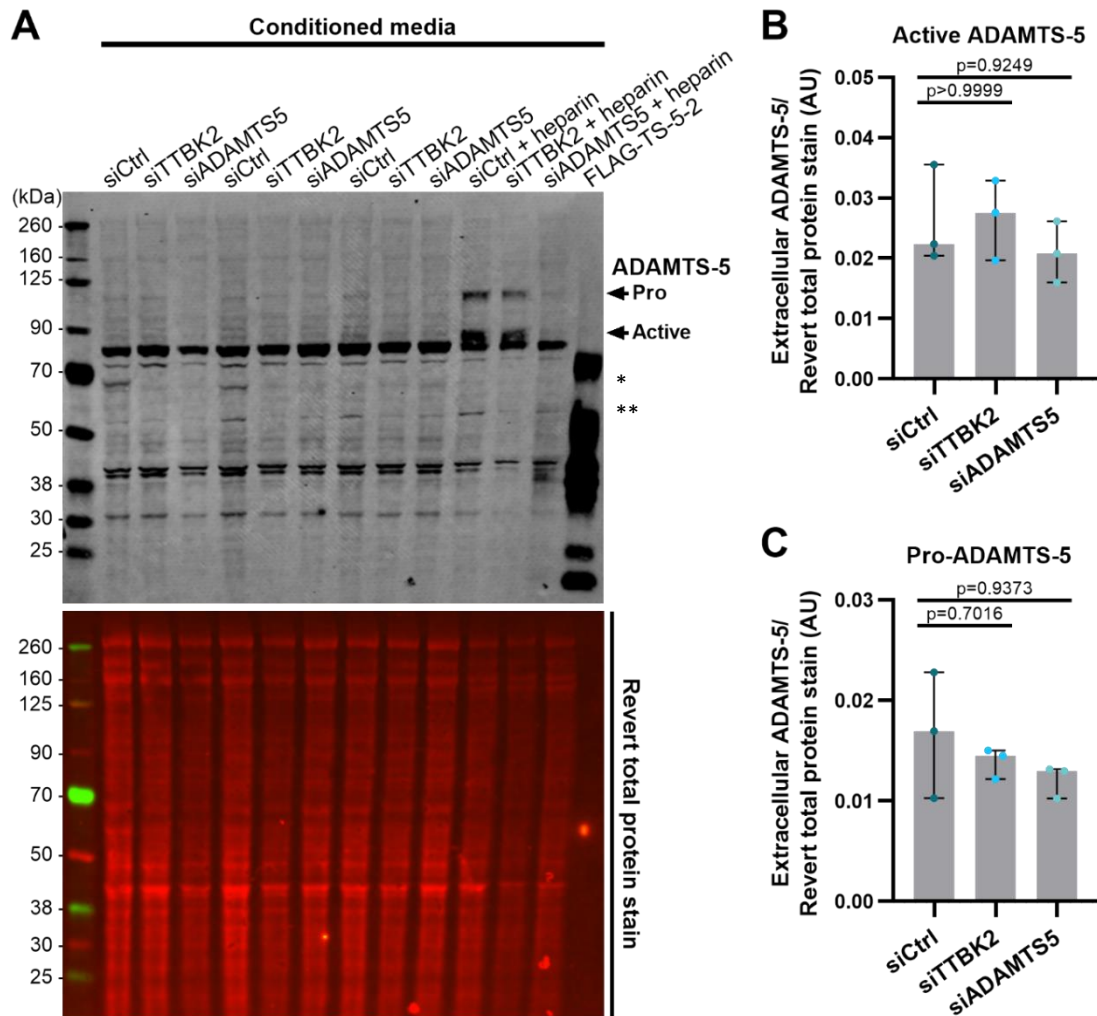 A
Conditioned media
siCtrl
siTTBK2
siADAMTS5
siCtrl
siTTBK2
siADAMTS5
siCtrl
siTTBK2
siADAMTS5
siCtrl + heparin
siTTBK2 + heparin
siADAMTS5 + heparin
FLAG-TS-5-2
(kDa)
260
160
125
90
70
50
38
30
25
ADAMTS-5
Pro
Active
*
**
260
160
125
90
70
50
38
30
25
Revert total protein stain
B
Active ADAMTS-5
p=0.9249
p>0.9999
Extracellular ADAMTS-5/
Revert total protein stain (AU)
0.05
0.04
0.03
0.02
0.01
0.00
siCtrl
siTTBK2
siADAMTS5
C
Pro-ADAMTS-5
p=0.9373
p=0.7016
Extracellular ADAMTS-5/
Revert total protein stain (AU)
0.03
0.02
0.01
0.00
siCtrl
siTTBK2
siADAMTS5